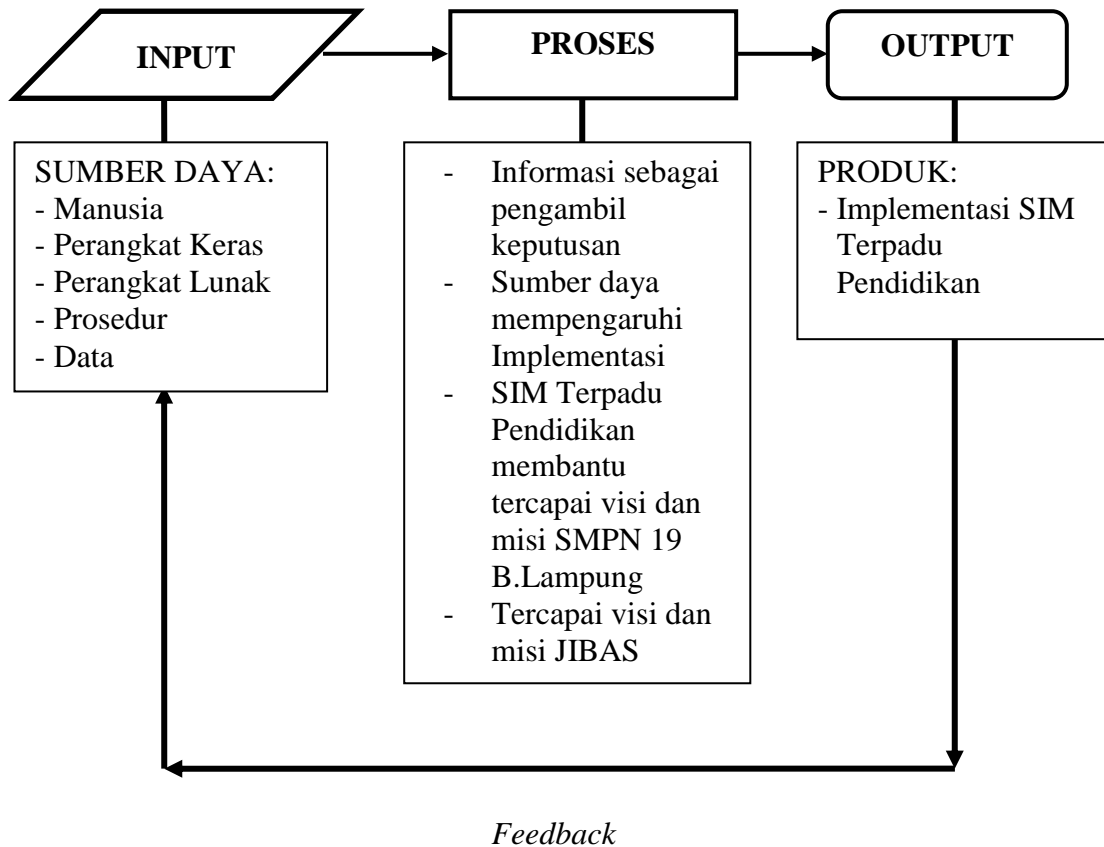 INPUT
PROSES
OUTPUT
SUMBER DAYA:
- Manusia
- Perangkat Keras
- Perangkat Lunak
- Prosedur
- Data
- Informasi sebagai
pengambil
keputusan
- Sumber daya
mempengaruhi
Implementasi
- SIM Terpadu
Pendidikan
membantu
tercapai visi dan
misi SMPN 19
B.Lampung
- Tercapai visi dan
misi JIBAS
PRODUK:
- Implementasi SIM
Terpadu
Pendidikan
Feedback